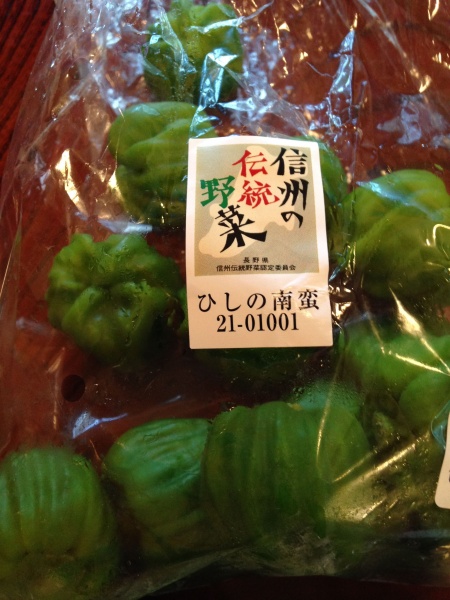 信州の
伝統
野菜
長野県
信州伝統野菜認定委員会
ひしの南蛮
21-01001